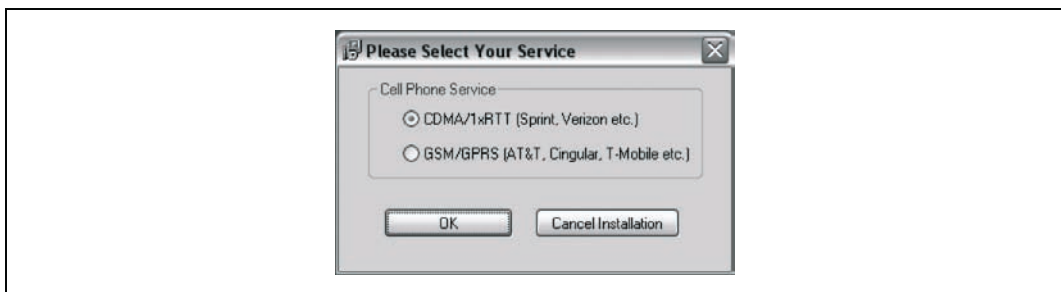 Please Select Your Service
Cell Phone Service
CDMA/1xRTT (Sprint, Verizon etc.)
GSM/GPRS (AT&T, Cingular, T-Mobile etc.)
OK
Cancel Installation